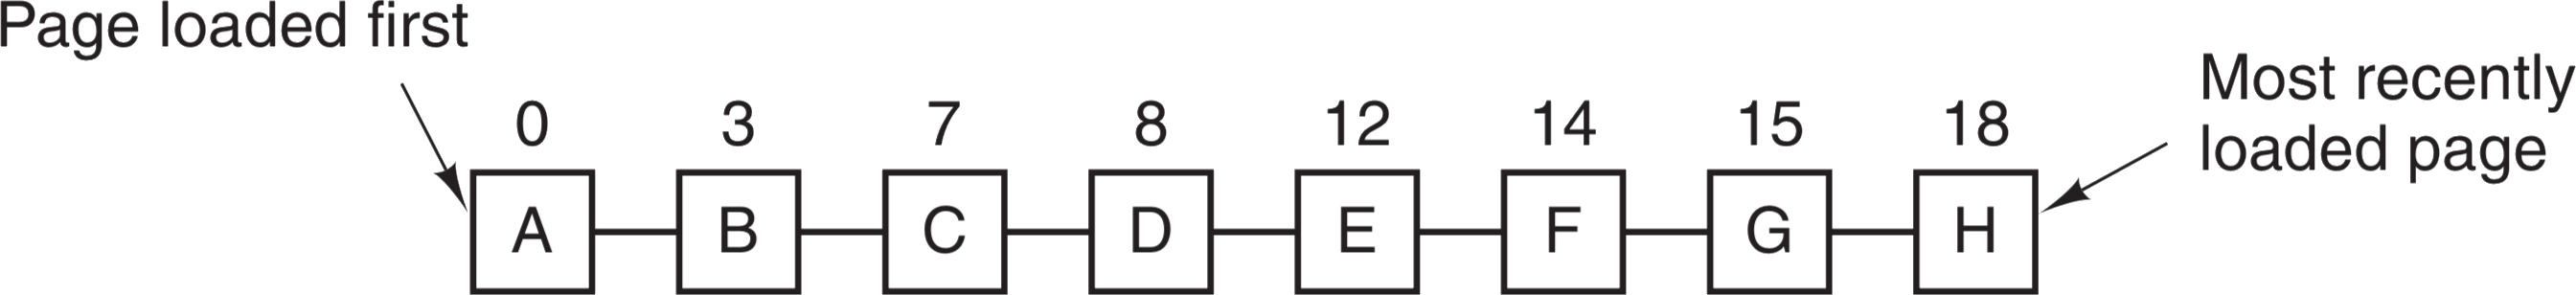 Page loaded first
0 3 7 8 12 14 15 18
A B C D E F G H
Most recently
loaded page